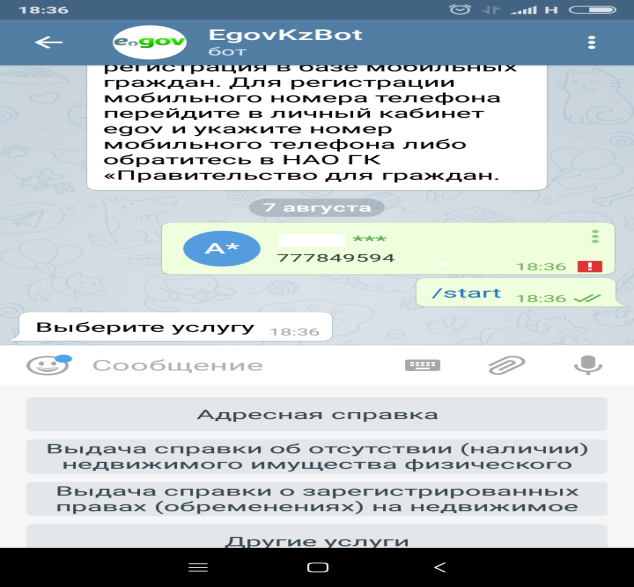 18:36
H
e.gov
EgovKzBot
бот
регистрация в базе мобильных
граждан. Для регистрации
мобильного номера телефона
перейдите в личный кабинет
egov и укажите номер
мобильного телефона либо
обратитесь в НАО ГК
«Правительство для граждан.
7 августа
А*
***
777849594
18:36
/start 18:36
Выберите услугу 18:36
Сообщение
Адресная справка
Выдача справки об отсутствии (наличии)
недвижимого имущества физического
Выдача справки о зарегистрированных
правах (обременениях) на недвижимое
Другие услуги